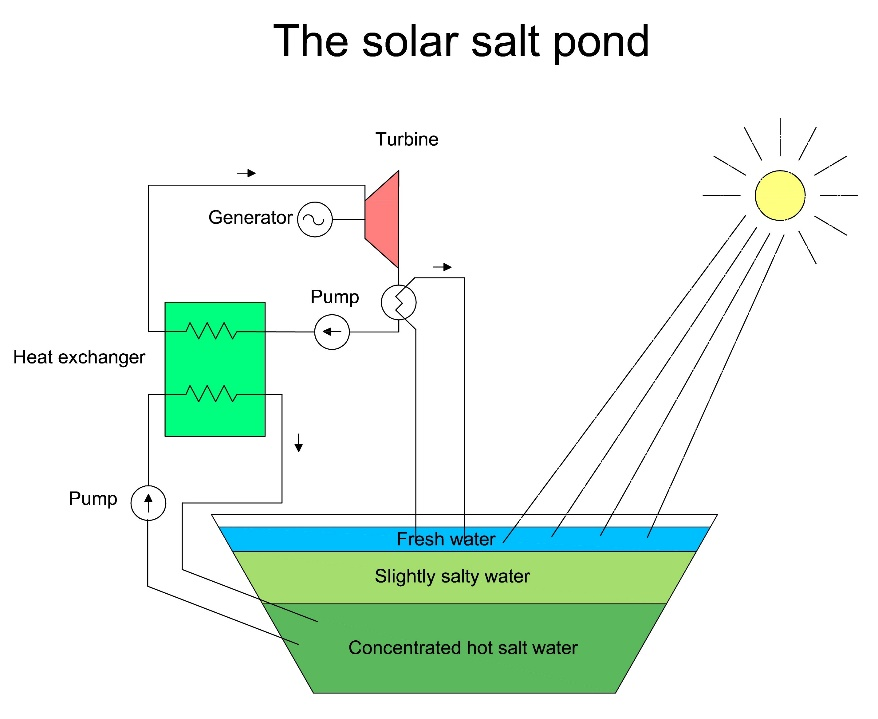 The solar salt pond
Turbine
Generator
Pump
Heat exchanger
Pump
Fresh water
Slightly salty water
Concentrated hot salt water